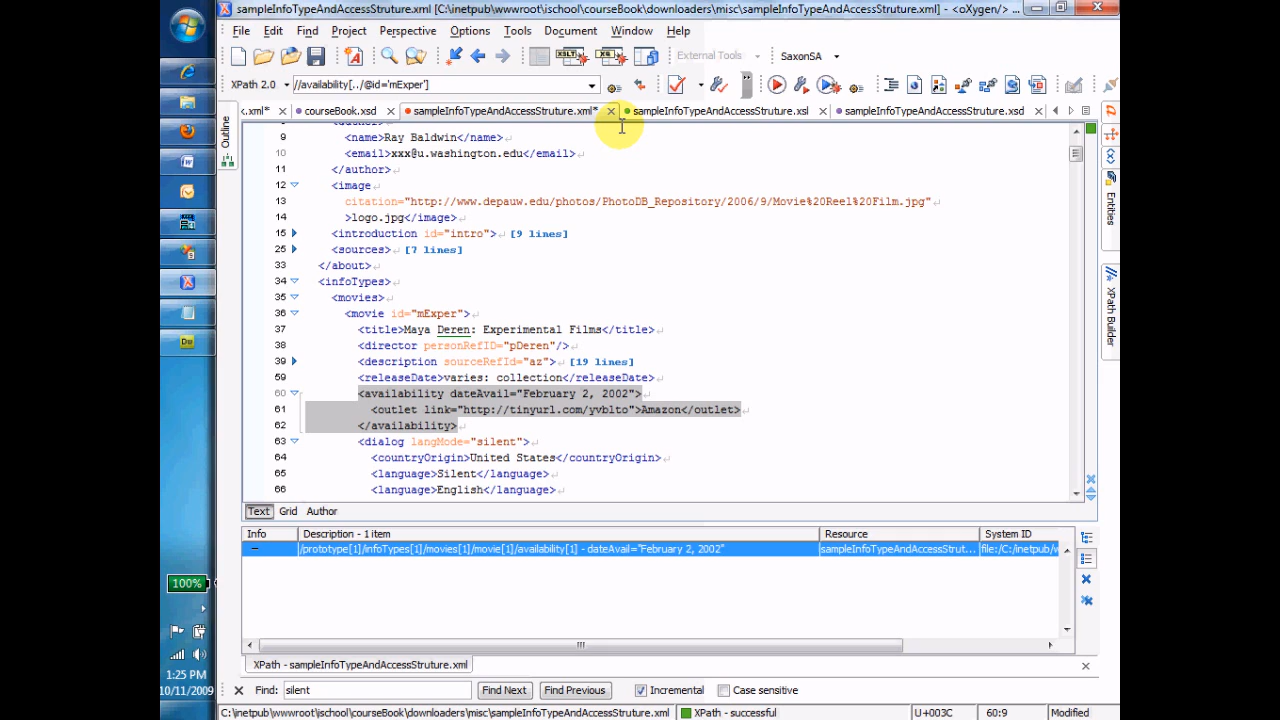 sampleInfoTypeAndAccessStruture.xml [C:\inetpub\wwwroot\ischool\courseBook\downloaders\misc\sampleInfoTypeAndAccessStruture.xml] - <oXygen/> ...
File Edit Find Project Perspective Options Tools Document Window Help
External Tools SaxonSA
XPath 2.0 //availability[../@id='mExper']
<.xml* courseBook.xsd sampleInfoTypeAndAccessStruture.xml* sampleInfoTypeAndAccessStruture.xsl sampleInfoTypeAndAccessStruture.xsd
Outline
9 <name>Ray Baldwin</name>
10 <email>xxx@u.washington.edu</email>
11 </author>
12 <image
13 citation="http://www.depauw.edu/photos/PhotoDB_Repository/2006/9/Movie%20Reel%20Film.jpg"
14 >logo.jpg</image>
15 <introduction id="intro"> [9 lines]
25 <sources> [7 lines]
33 </about>
34 <infoTypes>
35 <movies>
36 <movie id="mExper">
37 <title>Maya Deren: Experimental Films</title>
38 <director personRefID="pDeren"/>
39 <description sourceRefId="az"> [19 lines]
59 <releaseDate>varies: collection</releaseDate>
60 <availability dateAvail="February 2, 2002">
61 <outlet link="http://tinyurl.com/yvblto">Amazon</outlet>
62 </availability>
63 <dialog langMode="silent">
64 <countryOrigin>United States</countryOrigin>
65 <language>Silent</language>
66 <language>English</language>
Entities
XPath Builder
Text Grid Author
Info Description - 1 item Resource System ID
/prototype[1]/infoTypes[1]/movies[1]/movie[1]/availability[1] - dateAvail="February 2, 2002" sampleInfoTypeAndAccessStrut... file:/C:/inetpub/w
XPath - sampleInfoTypeAndAccessStruture.xml
Find: silent Find Next Find Previous Incremental Case sensitive
C:\inetpub\wwwroot\ischool\courseBook\downloaders\misc\sampleInfoTypeAndAccessStruture.xml XPath - successful U+003C 60:9 Modified
100%
1:25 PM
10/11/2009